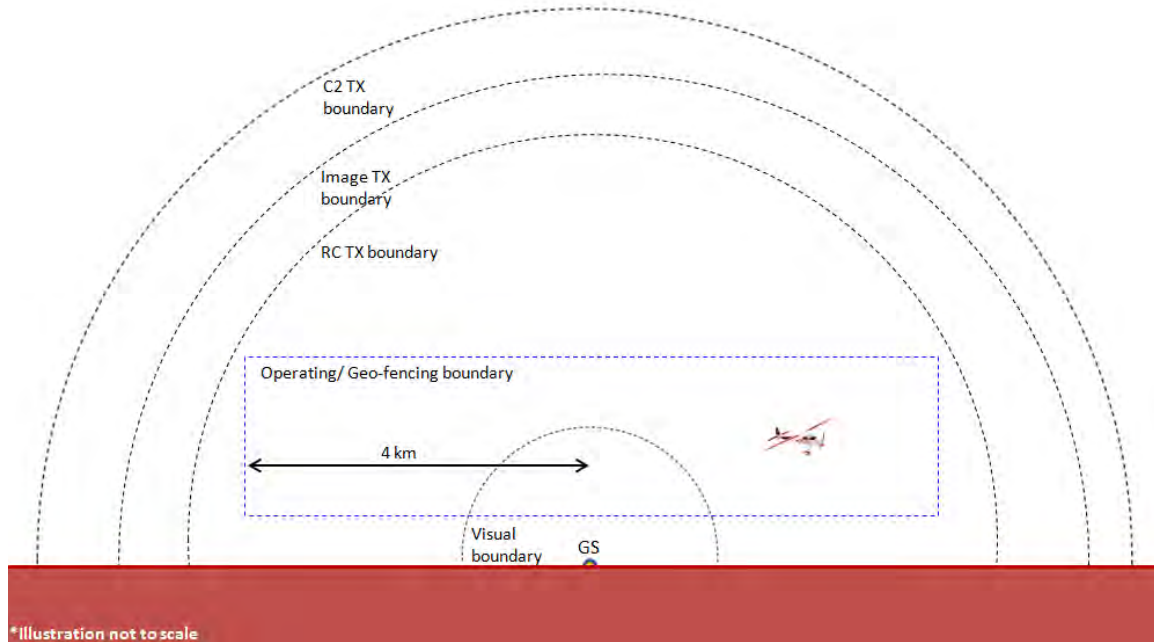 C2 TX
boundary
Image TX
boundary
RC TX boundary
Operating/ Geo-fencing boundary
4 km
Visual
boundary
GS
*Illustration not to scale